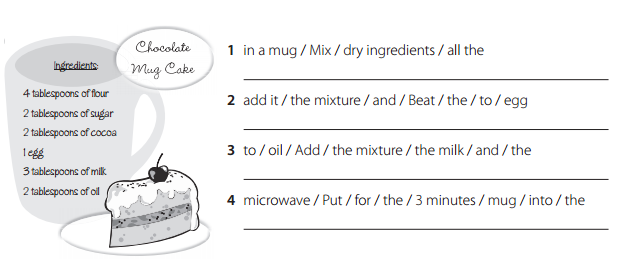 Chocolate
Mug Cake
Ingredients:
4 tablespoons of flour
2 tablespoons of sugar
2 tablespoons of cocoa
1 egg
3 tablespoons of milk
2 tablespoons of oil
1 in a mug / Mix / dry ingredients / all the
2 add it / the mixture / and / Beat / the / to / egg
3 to / oil / Add / the mixture / the milk / and / the
4 microwave / Put / for / the / 3 minutes / mug / into / the